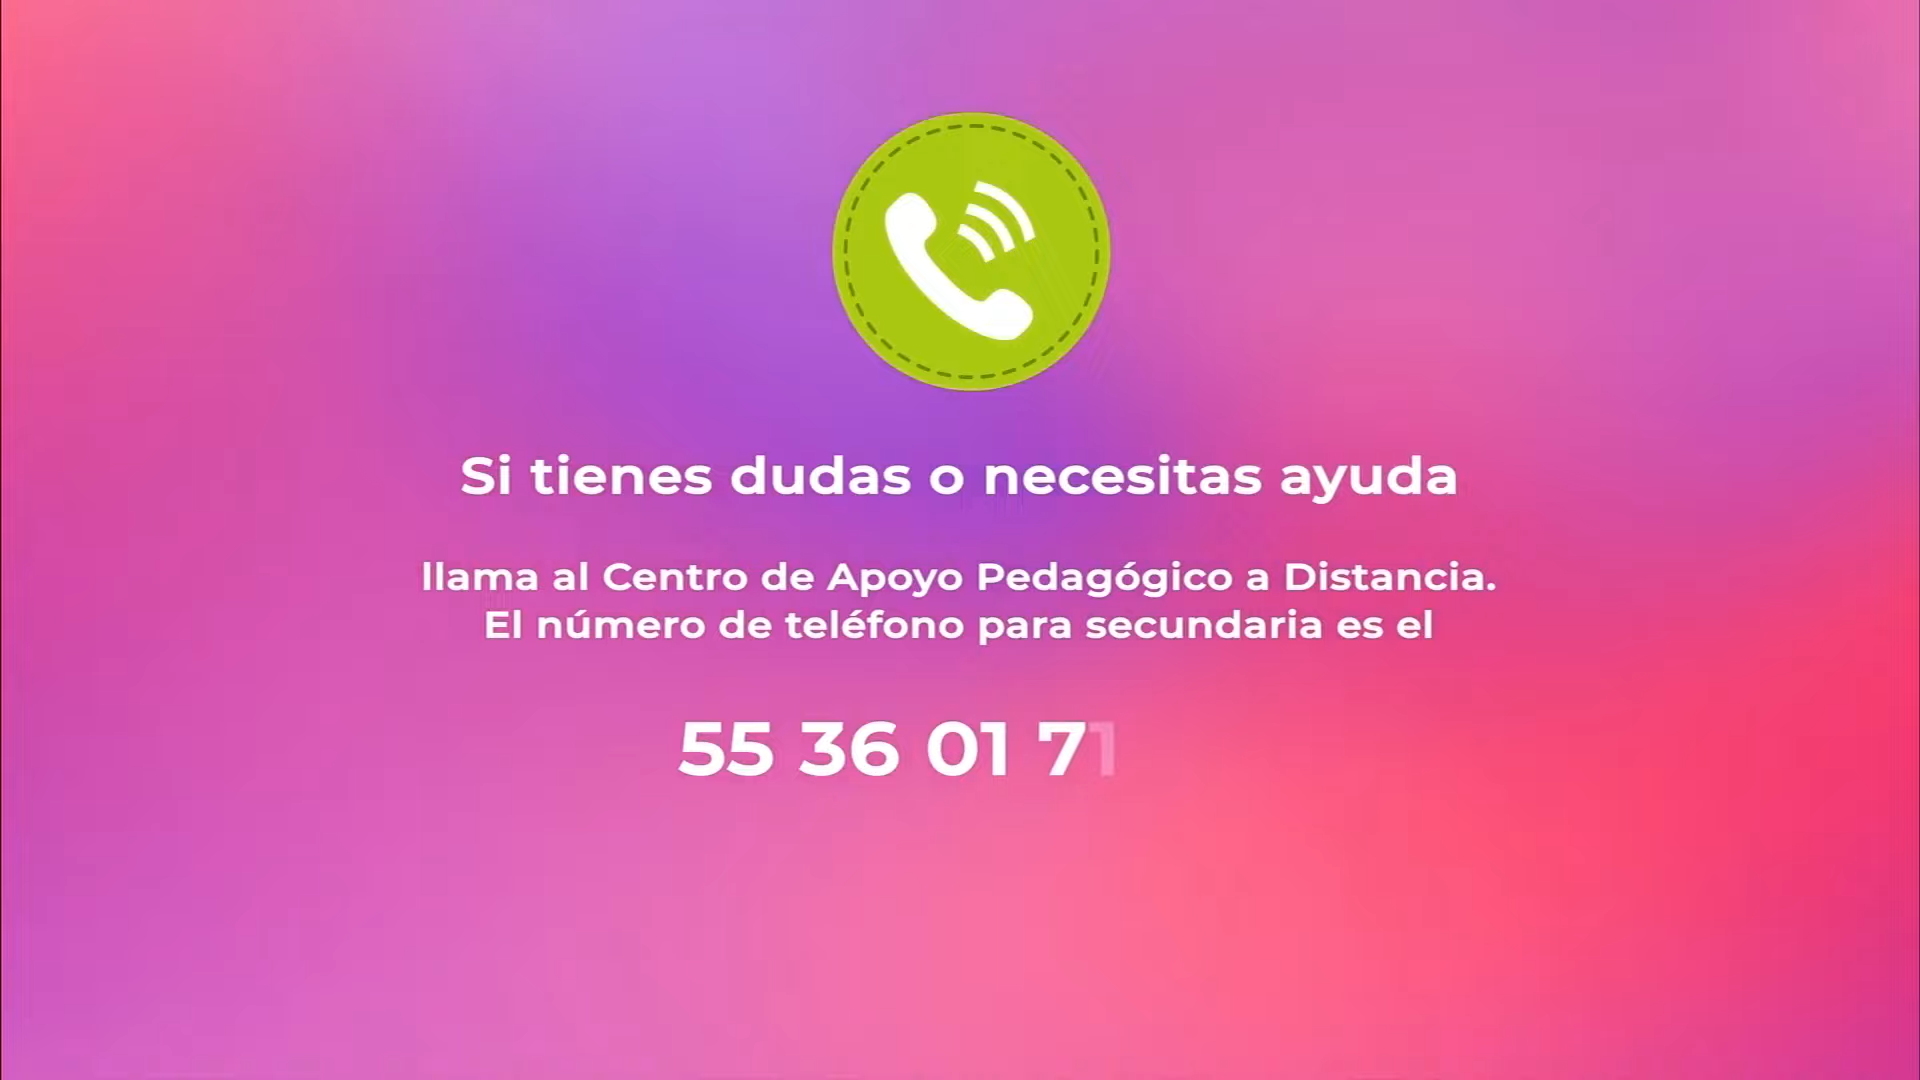 Si tienes dudas o necesitas ayuda
llama al Centro de Apoyo Pedagógico a Distancia.
El número de teléfono para secundaria es el
55 36 01 71